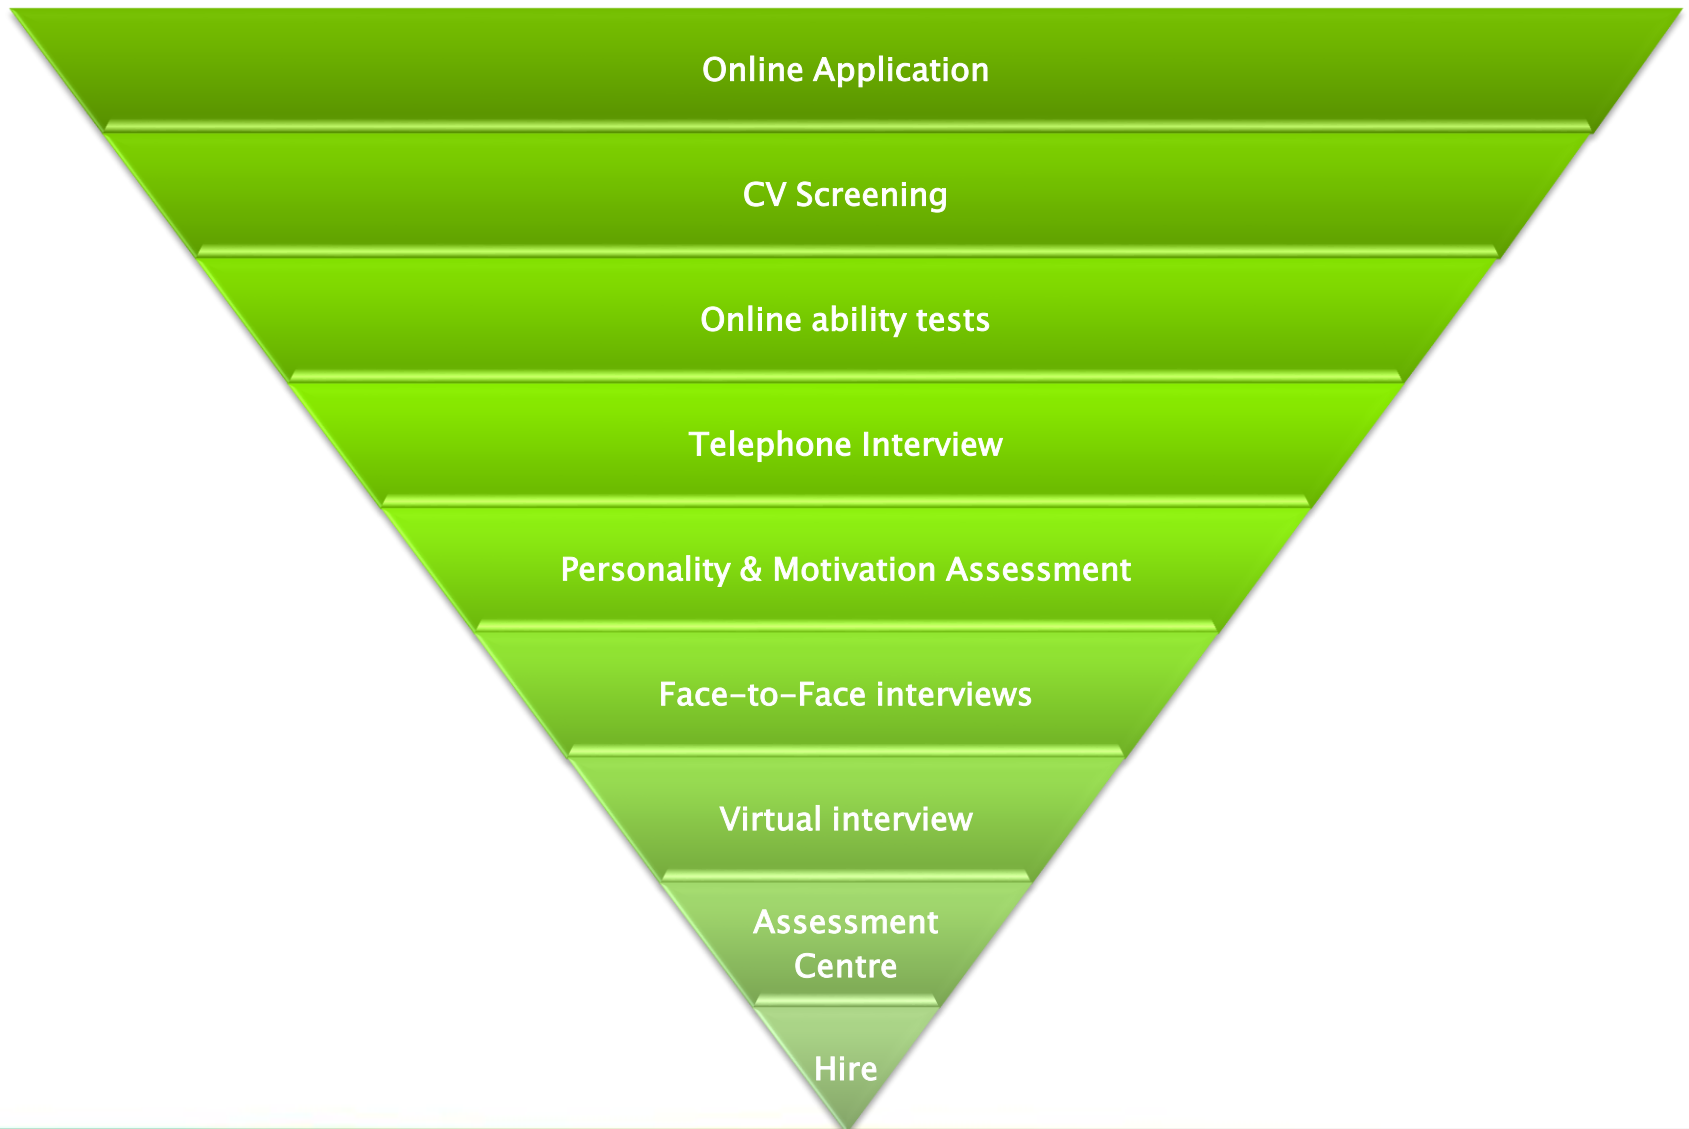 Online Application
CV Screening
Online ability tests
Telephone Interview
Personality & Motivation Assessment
Face-to-Face interviews
Virtual interview
Assessment
Centre
Hire